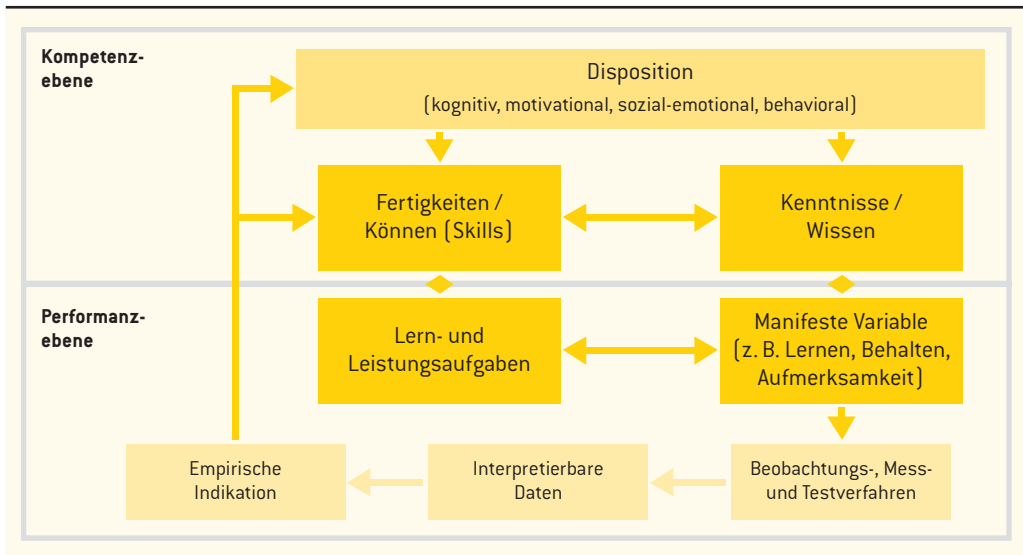 Kompetenz-
ebene
Disposition
(kognitiv, motivational, sozial-emotional, behavioral)
Fertigkeiten /
Können (Skills)
Kenntnisse /
Wissen
Performanz-
ebene
Lern- und
Leistungsaufgaben
Manifeste Variable
(z. B. Lernen, Behalten,
Aufmerksamkeit)
Empirische
Indikation
Interpretierbare
Daten
Beobachtungs-, Mess-
und Testverfahren